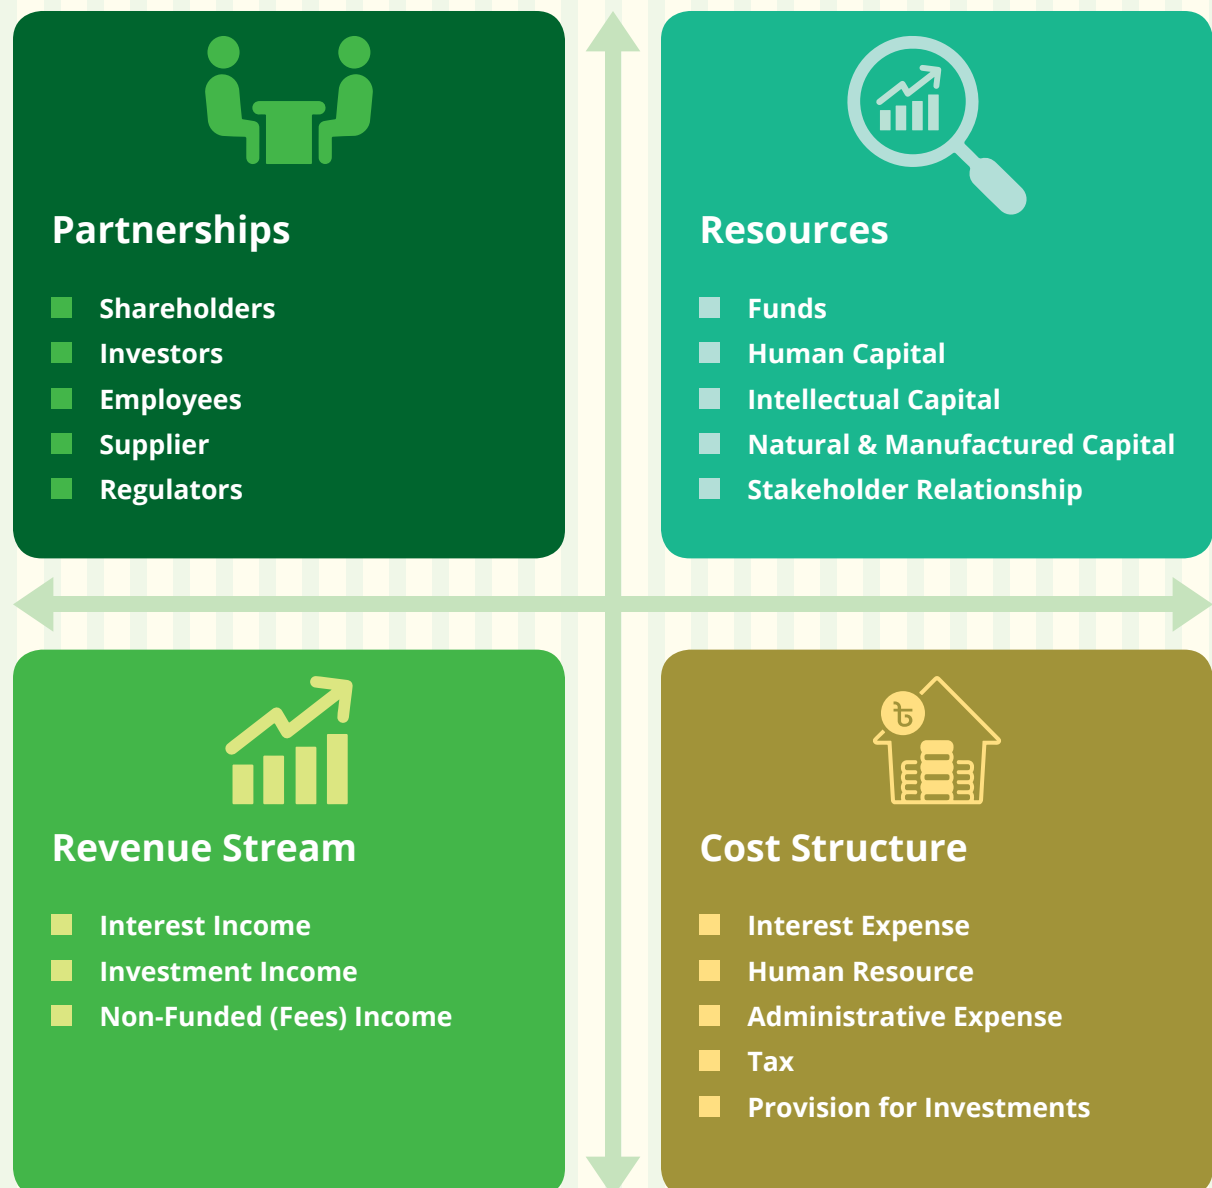 Partnerships
Shareholders
Investors
Employees
Supplier
Regulators
Resources
Funds
Human Capital
Intellectual Capital
Natural & Manufactured Capital
Stakeholder Relationship
Revenue Stream
Interest Income
Investment Income
Non-Funded (Fees) Income
৳
Cost Structure
Interest Expense
Human Resource
Administrative Expense
Tax
Provision for Investments